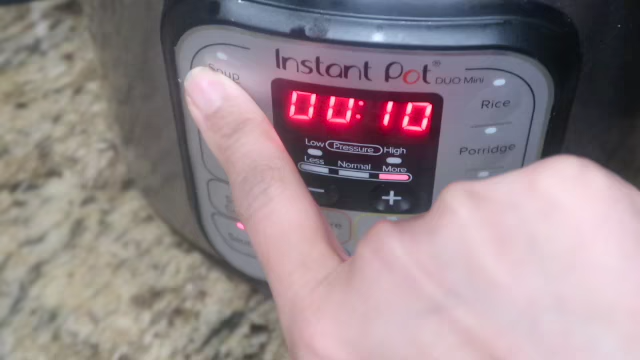 Instant Pot®
DUO Mini
Soup
00:10
Rice
Low Pressure High
Porridge
Less Normal More
− +